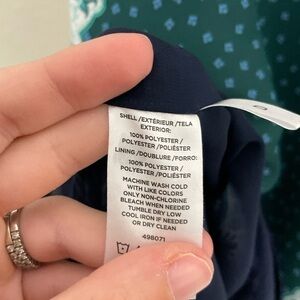 SHELL /EXTÉRIEUR /TELA
EXTERIOR:
100% POLYESTER /
POLYESTER /POLIÉSTER
LINING /DOUBLURE /FORRO:
100% POLYESTER /
POLYESTER /POLIÉSTER
MACHINE WASH COLD
WITH LIKE COLORS
ONLY NON-CHLORINE
BLEACH WHEN NEEDED
TUMBLE DRY LOW
COOL IRON IF NEEDED
OR DRY CLEAN
498071